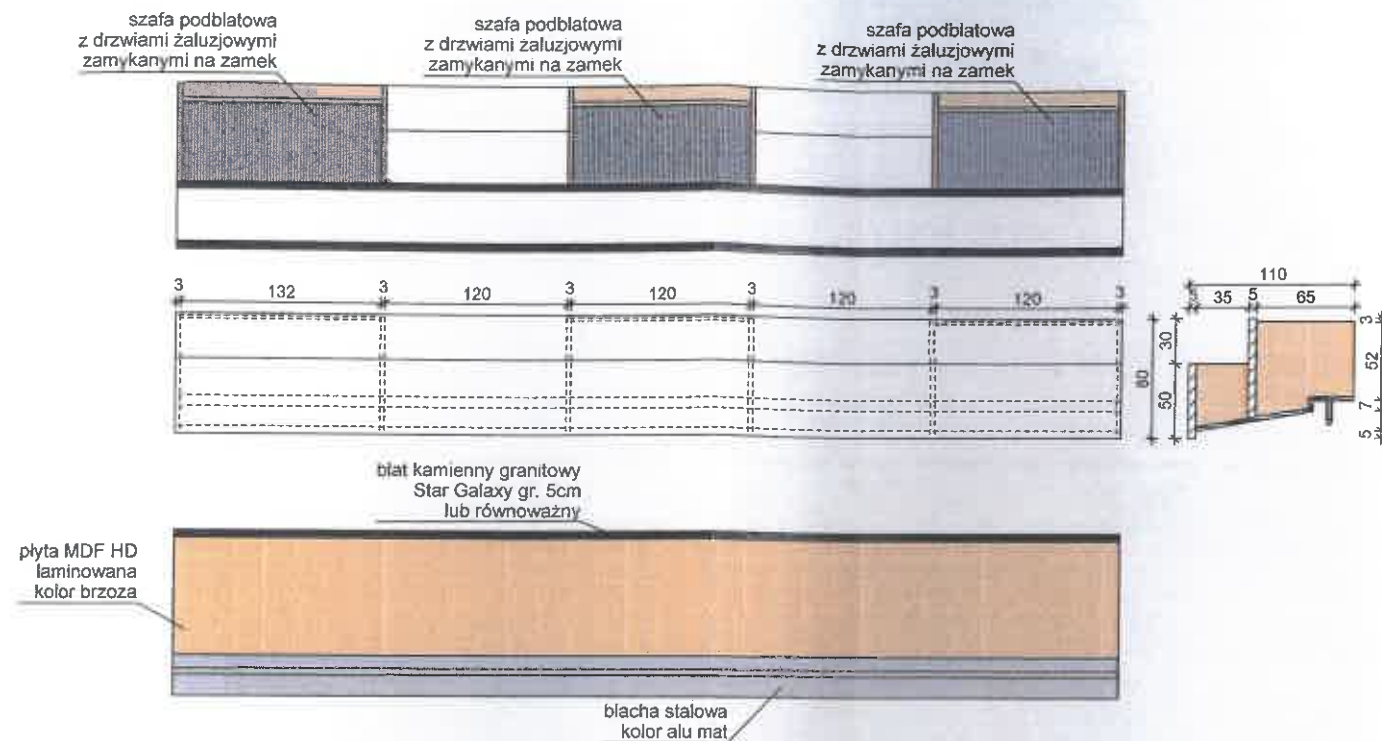 szafa podblatowa
z drzwiami żaluzjowymi
zamykanymi na zamek
szafa podblatowa
z drzwiami żaluzjowymi
zamykanymi na zamek
szafa podblatowa
z drzwiami żaluzjowymi
zamykanymi na zamek
3 132 3 120 3 120 3 120 3 120 3
80
30
50
110
35 5 65
3
52
7
5
blat kamienny granitowy
Star Galaxy gr. 5cm
lub równoważny
płyta MDF HD
laminowana
kolor brzoza
blacha stalowa
kolor alu mat